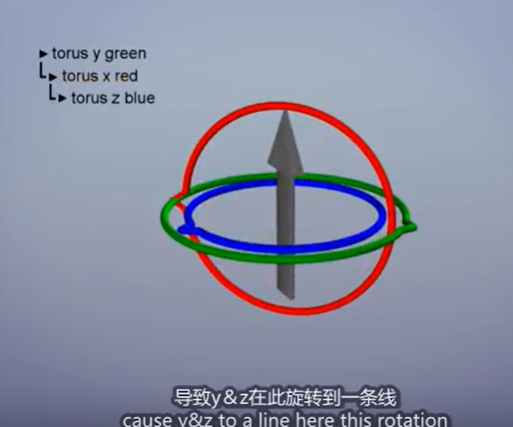 torus y green
torus x red
torus z blue
导致y&z在此旋转到一条线
cause y&z to a line here this rotation